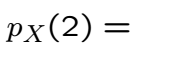 p_X(2) =